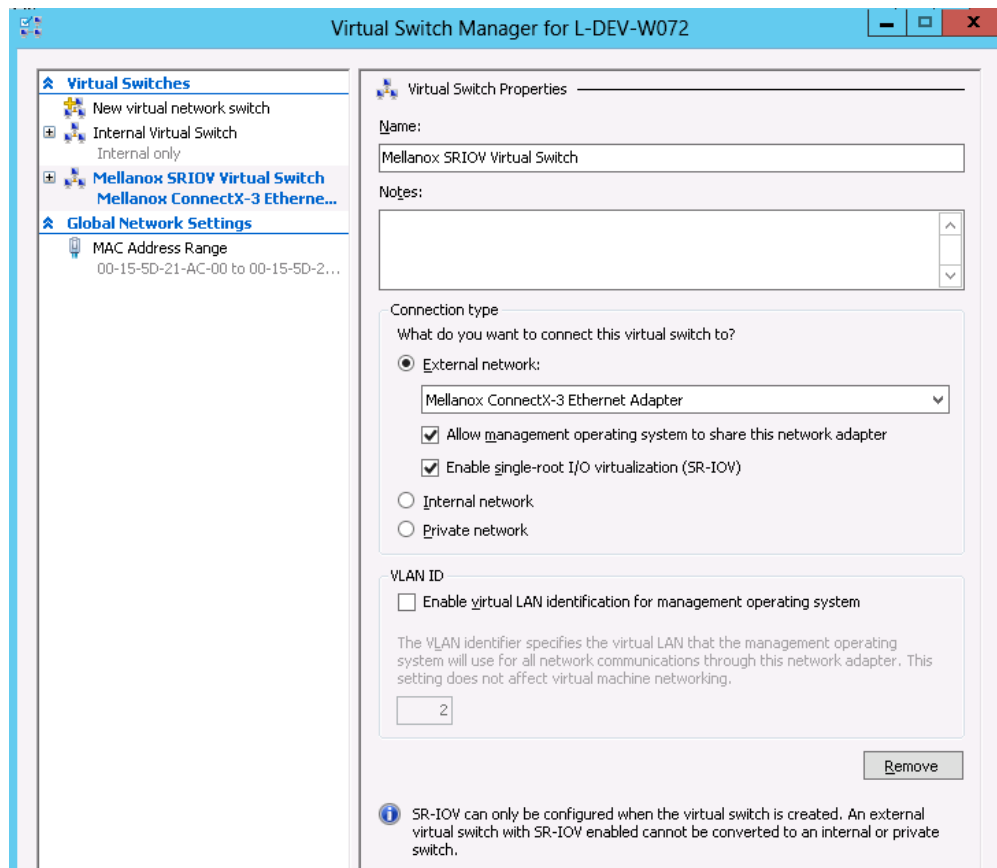 Virtual Switch Manager for L-DEV-W072
x
Virtual Switches
New virtual network switch
Internal Virtual Switch
Internal only
Mellanox SRIOV Virtual Switch
Mellanox ConnectX-3 Etherne...
Global Network Settings
MAC Address Range
00-15-5D-21-AC-00 to 00-15-5D-2...
Virtual Switch Properties
Name:
Mellanox SRIOV Virtual Switch
Notes:
Connection type
What do you want to connect this virtual switch to?
External network:
Mellanox ConnectX-3 Ethernet Adapter
Allow management operating system to share this network adapter
Enable single-root I/O virtualization (SR-IOV)
Internal network
Private network
VLAN ID
Enable virtual LAN identification for management operating system
The VLAN identifier specifies the virtual LAN that the management operating
system will use for all network communications through this network adapter. This
setting does not affect virtual machine networking.
2
Remove
SR-IOV can only be configured when the virtual switch is created. An external
virtual switch with SR-IOV enabled cannot be converted to an internal or private
switch.